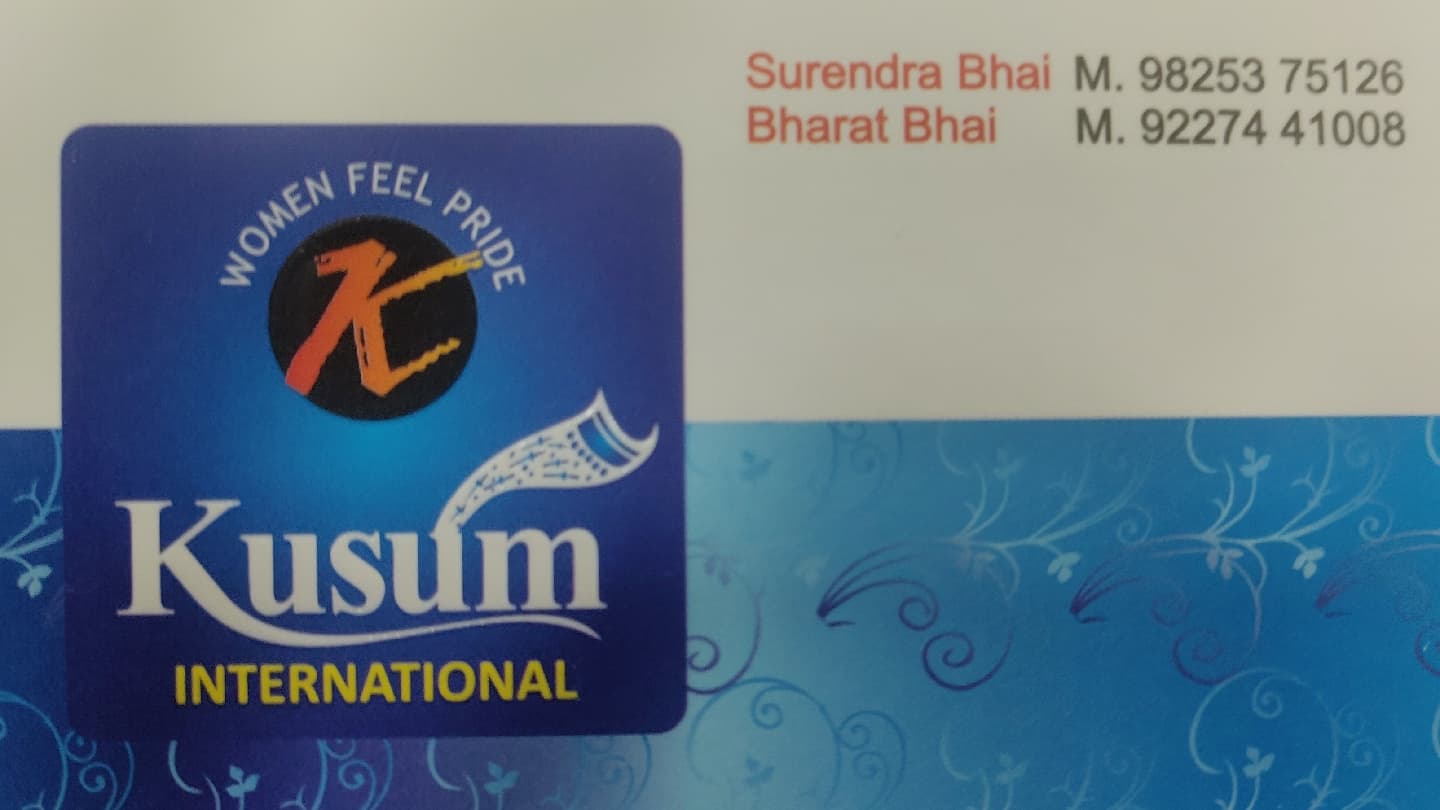 Surendra Bhai M. 98253 75126
Bharat Bhai M. 92274 41008
WOMEN FEEL PRIDE
K
Kusum
INTERNATIONAL